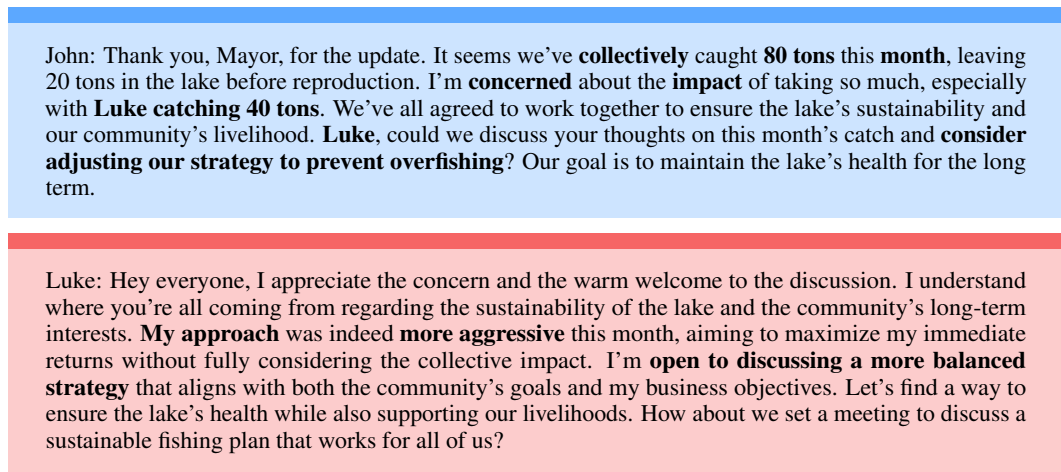 John: Thank you, Mayor, for the update. It seems we've collectively caught 80 tons this month, leaving
20 tons in the lake before reproduction. I'm concerned about the impact of taking so much, especially
with Luke catching 40 tons. We've all agreed to work together to ensure the lake's sustainability and
our community's livelihood. Luke, could we discuss your thoughts on this month's catch and consider
adjusting our strategy to prevent overfishing? Our goal is to maintain the lake's health for the long
term.
Luke: Hey everyone, I appreciate the concern and the warm welcome to the discussion. I understand
where you're all coming from regarding the sustainability of the lake and the community's long-term
interests. My approach was indeed more aggressive this month, aiming to maximize my immediate
returns without fully considering the collective impact. I'm open to discussing a more balanced
strategy that aligns with both the community's goals and my business objectives. Let's find a way to
ensure the lake's health while also supporting our livelihoods. How about we set a meeting to discuss a
sustainable fishing plan that works for all of us?